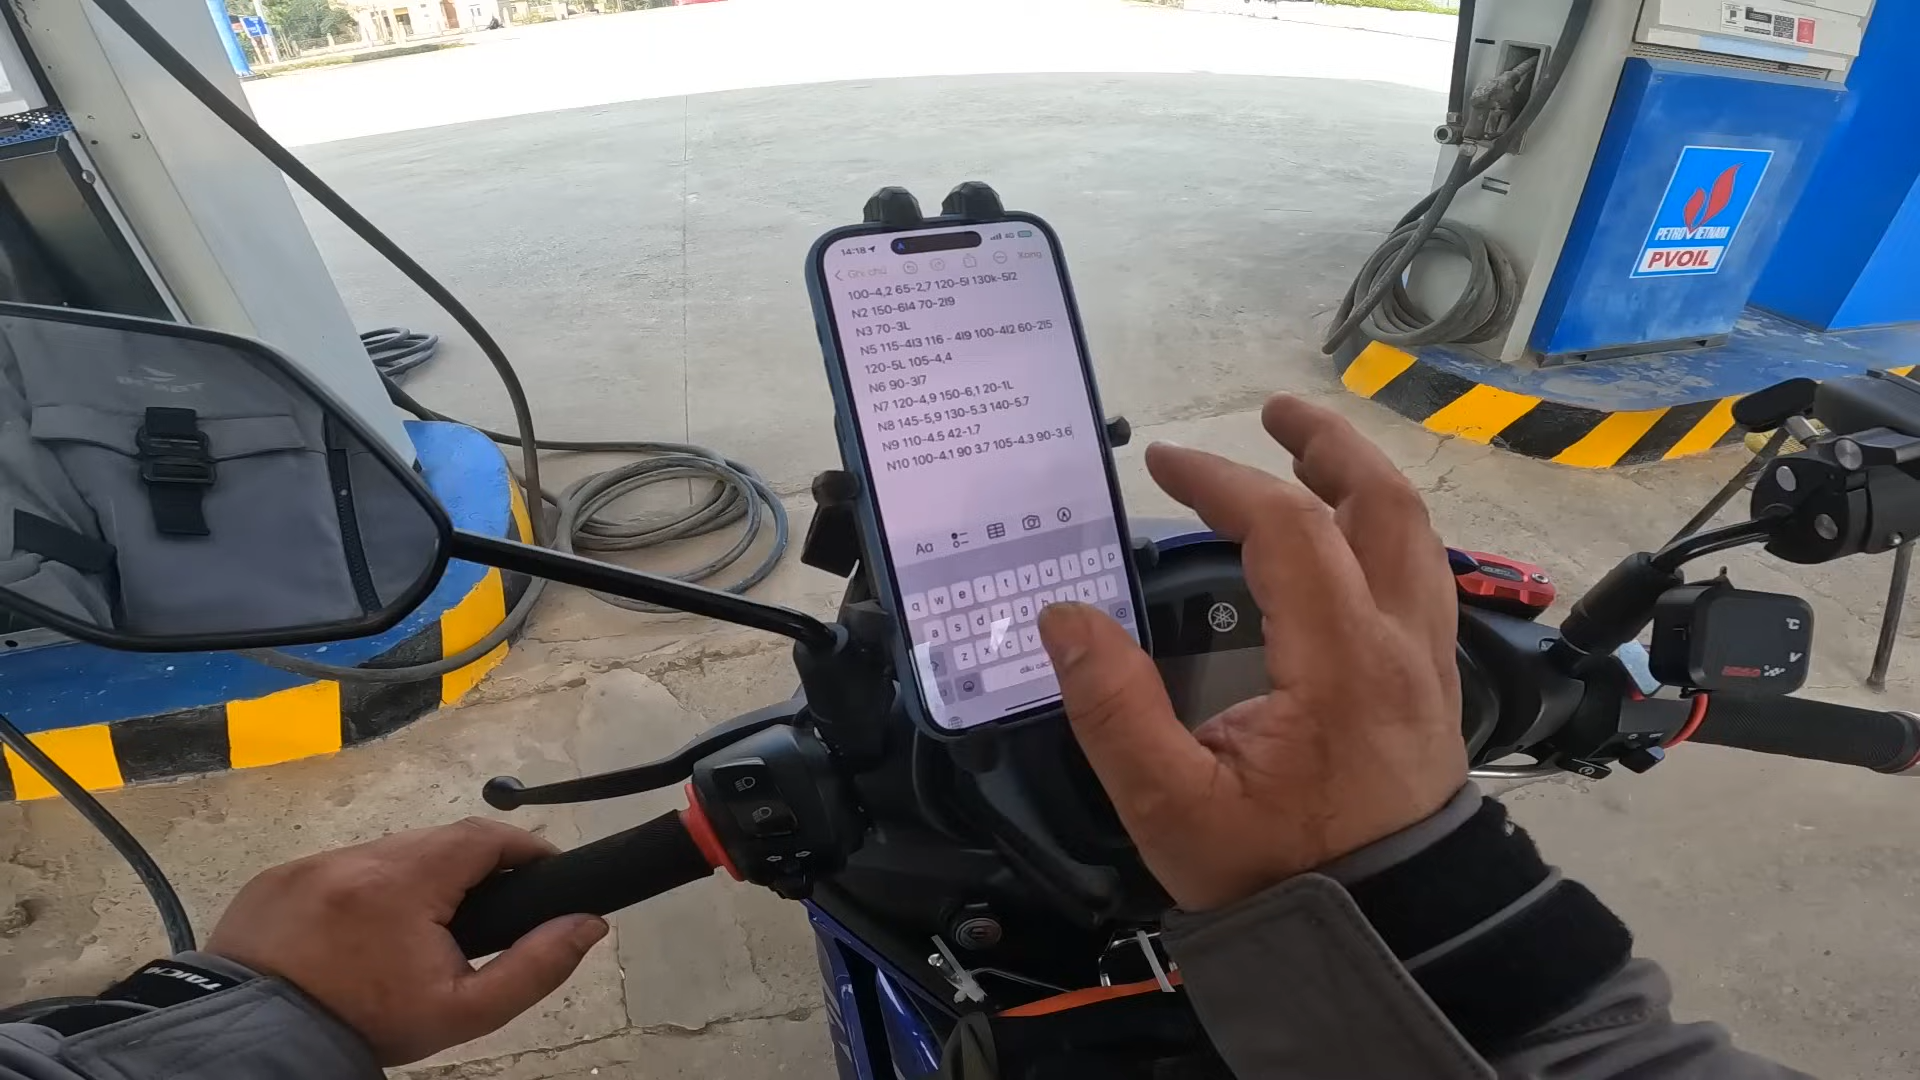 14:18
4G
Ghi chú
Xong
100-4,2 65-2,7 120-5l 130k-5l2
N2 150-6l4 70-2l9
N3 70-3L
N5 115-4l3 116 - 4l9 100-4l2 60-2l5
120-5L 105-4,4
N6 90-3l7
N7 120-4,9 150-6,1 20-1L
N8 145-5,9 130-5.3 140-5.7
N9 110-4.5 42-1.7
N10 100-4.1 90 3.7 105-4.3 90-3.6
Aa
q w e r t y u i o p
a s d f g h j k l
z x c v
dấu cách
PETROVIETNAM
PVOIL
TAICHI
°C
V